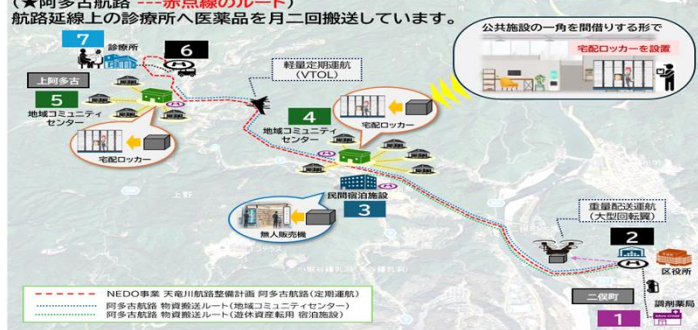 (★阿多古航路 ---赤点線のルート)
航路延線上の診療所へ医薬品を月二回搬送しています。
公共施設の一角を間借りする形で
宅配ロッカーを設置
7
診療所
6
軽量定期運航
(VTOL)
上阿多古
5
地域コミュニティ
センター
宅配ロッカー
4
地域コミュニティ
センター
宅配ロッカー
民間宿泊施設
3
無人販売機
重量配送運航
(大型回転翼)
2
区役所
二俣町
1
調剤薬局
NEDO事業 天竜川航路整備計画 阿多古航路(定期運航)
阿多古航路 物資搬送ルート(地域コミュニティセンター)
阿多古航路 物資搬送ルート(遊休資産転用 宿泊施設)